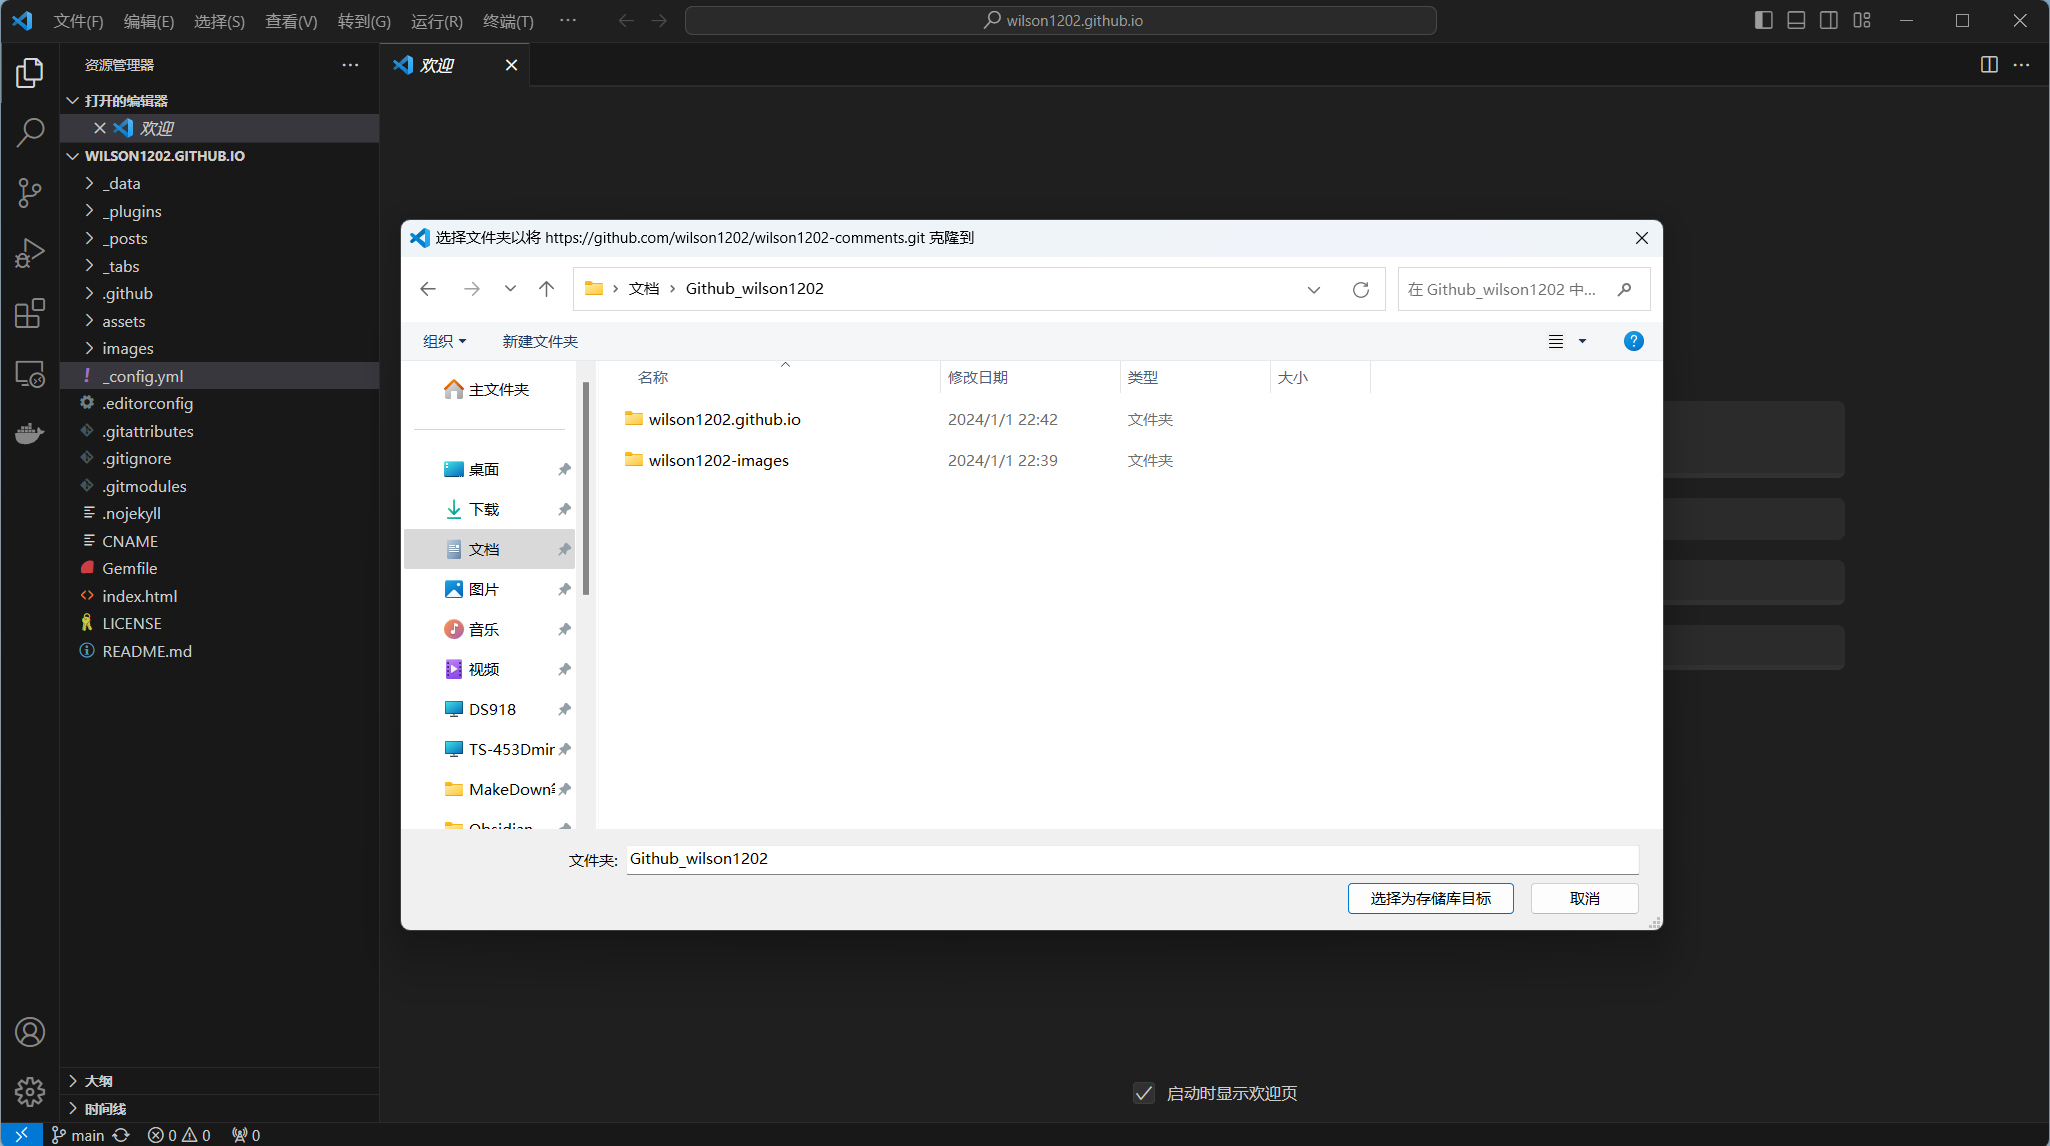 文件(F) 编辑(E) 选择(S) 查看(V) 转到(G) 运行(R) 终端(T) ··· wilson1202.github.io
资源管理器 ···
欢迎
打开的编辑器
欢迎
WILSON1202.GITHUB.IO
_data
_plugins
_posts
_tabs
.github
assets
images
! _config.yml
.editorconfig
.gitattributes
.gitignore
.gitmodules
.nojekyll
CNAME
Gemfile
index.html
LICENSE
README.md
大纲
时间线
选择文件夹以将 https://github.com/wilson1202/wilson1202-comments.git 克隆到
文档 › Github_wilson1202
在 Github_wilson1202 中...
组织 新建文件夹
主文件夹
桌面
下载
文档
图片
音乐
视频
DS918
TS-453Dmir
MakeDown
Obsidian
名称 修改日期 类型 大小
wilson1202.github.io 2024/1/1 22:42 文件夹
wilson1202-images 2024/1/1 22:39 文件夹
文件夹: Github_wilson1202
选择为存储库目标 取消
启动时显示欢迎页
main 0 0 0